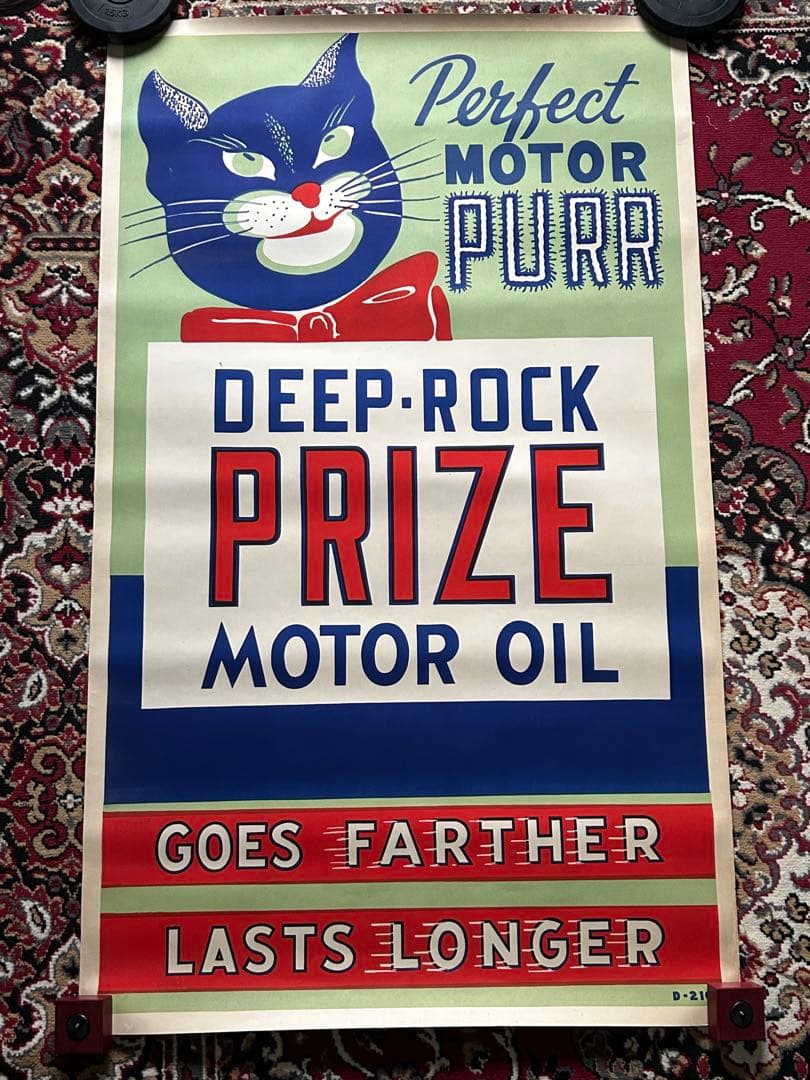 Perfect
MOTOR
PURR
DEEP·ROCK
PRIZE
MOTOR OIL
GOES FARTHER
LASTS LONGER